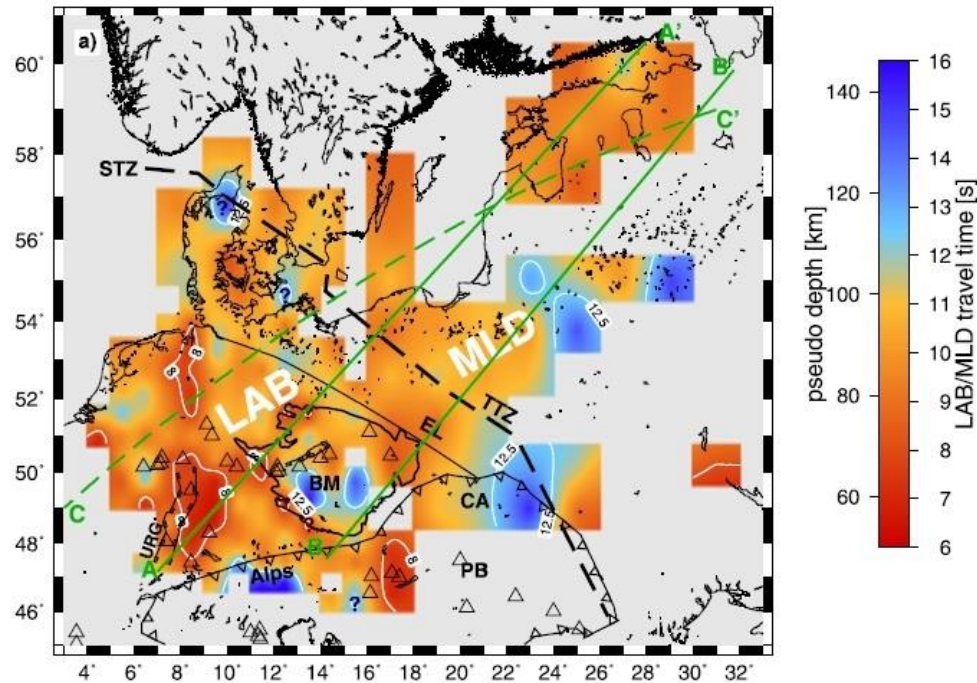 a)
A'
B'
C'
STZ
?
12.5
?
12.5
8
LAB
MLD
TTZ
EL
8
12.5
BM
12.5
CA
12.5
C
8
URG
8
A
B
Alps
PB
?
60°
58°
56°
54°
52°
50°
48°
46°
4° 6° 8° 10° 12° 14° 16° 18° 20° 22° 24° 26° 28° 30° 32°
pseudo depth [km]
140
120
100
80
60
16
15
14
13
12
11
10
9
8
7
6
LAB/MLD travel time [s]